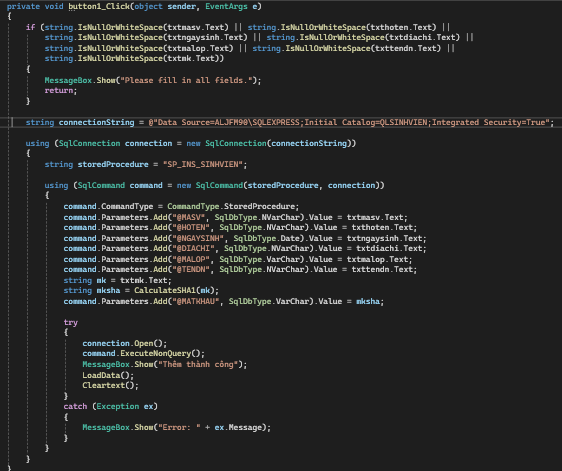 private void button1_Click(object sender, EventArgs e)
{
if (string.IsNullOrWhiteSpace(txtmasv.Text) || string.IsNullOrWhiteSpace(txthoten.Text) ||
string.IsNullOrWhiteSpace(txtngaysinh.Text) || string.IsNullOrWhiteSpace(txtdiachi.Text) ||
string.IsNullOrWhiteSpace(txtmalop.Text) || string.IsNullOrWhiteSpace(txttendn.Text) ||
string.IsNullOrWhiteSpace(txtmk.Text))
{
MessageBox.Show("Please fill in all fields.");
return;
}
string connectionString = @"Data Source=ALJFM90\SQLEXPRESS;Initial Catalog=QLSINHVIEN;Integrated Security=True";
using (SqlConnection connection = new SqlConnection(connectionString))
{
string storedProcedure = "SP_INS_SINHVIEN";
using (SqlCommand command = new SqlCommand(storedProcedure, connection))
{
command.CommandType = CommandType.StoredProcedure;
command.Parameters.Add("@MASV", SqlDbType.NVarChar).Value = txtmasv.Text;
command.Parameters.Add("@HOTEN", SqlDbType.NVarChar).Value = txthoten.Text;
command.Parameters.Add("@NGAYSINH", SqlDbType.Date).Value = txtngaysinh.Text;
command.Parameters.Add("@DIACHI", SqlDbType.NVarChar).Value = txtdiachi.Text;
command.Parameters.Add("@MALOP", SqlDbType.VarChar).Value = txtmalop.Text;
command.Parameters.Add("@TENDN", SqlDbType.NVarChar).Value = txttendn.Text;
string mk = txtmk.Text;
string mksha = CalculateSHA1(mk);
command.Parameters.Add("@MATKHAU", SqlDbType.VarChar).Value = mksha;
try
{
connection.Open();
command.ExecuteNonQuery();
MessageBox.Show("Thêm thành công");
LoadData();
Cleartext();
}
catch (Exception ex)
{
MessageBox.Show("Error: " + ex.Message);
}
}
}
}